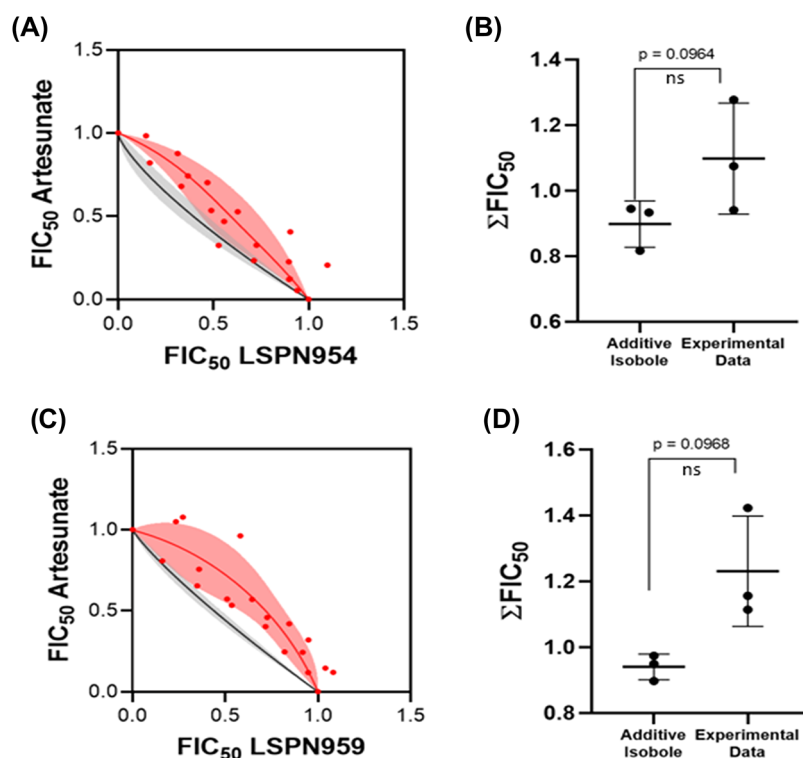 (A)
1.5
1.0
0.5
0.0
FIC50 Artesunate
0.0 0.5 1.0 1.5
FIC50 LSPN954
(B)
p = 0.0964
ns
1.4
1.2
1.0
0.8
0.6
ΣFIC50
Additive Experimental
Isobole Data
(C)
1.5
1.0
0.5
0.0
FIC50 Artesunate
0.0 0.5 1.0 1.5
FIC50 LSPN959
(D)
p = 0.0968
ns
1.6
1.4
1.2
1.0
0.8
ΣFIC50
Additive Experimental
Isobole Data